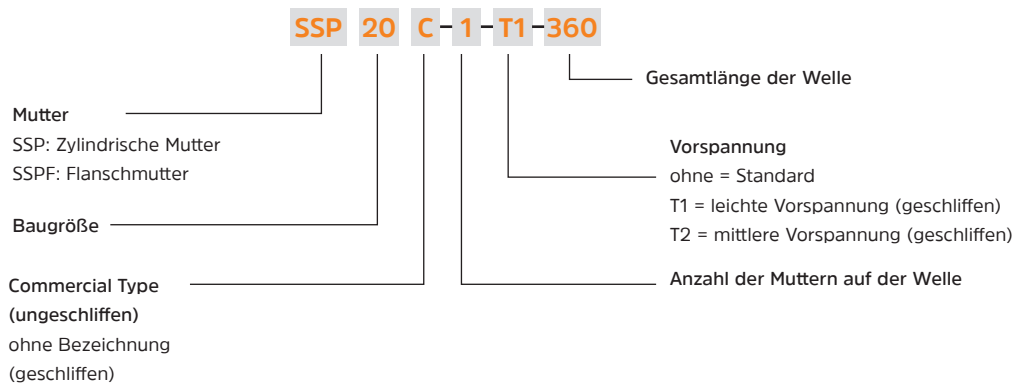 SSP 20 C-1-T1-360
Gesamtlänge der Welle
Mutter
SSP: Zylindrische Mutter
SSPF: Flanschmutter
Vorspannung
ohne = Standard
T1 = leichte Vorspannung (geschliffen)
T2 = mittlere Vorspannung (geschliffen)
Baugröße
Anzahl der Muttern auf der Welle
Commercial Type
(ungeschliffen)
ohne Bezeichnung
(geschliffen)